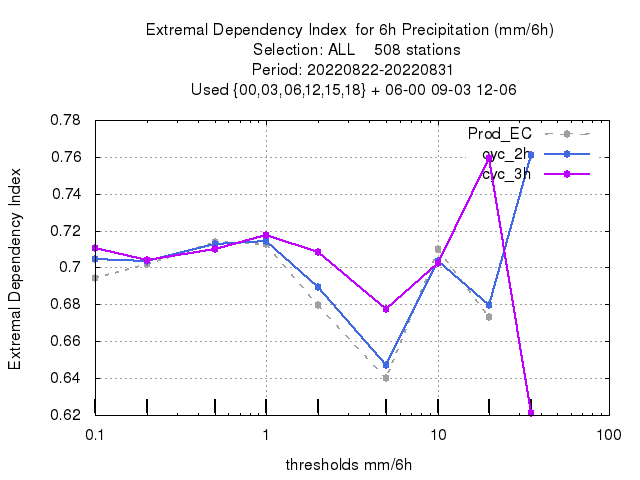 Extremal Dependency Index for 6h Precipitation (mm/6h)
Selection: ALL 508 stations
Period: 20220822-20220831
Used {00,03,06,12,15,18} + 06-00 09-03 12-06
0.78
0.76
0.74
0.72
0.7
0.68
0.66
0.64
0.62
Extremal Dependency Index
Prod_EC
cyc_2h
cyc_3h
0.1 1 10 100
thresholds mm/6h